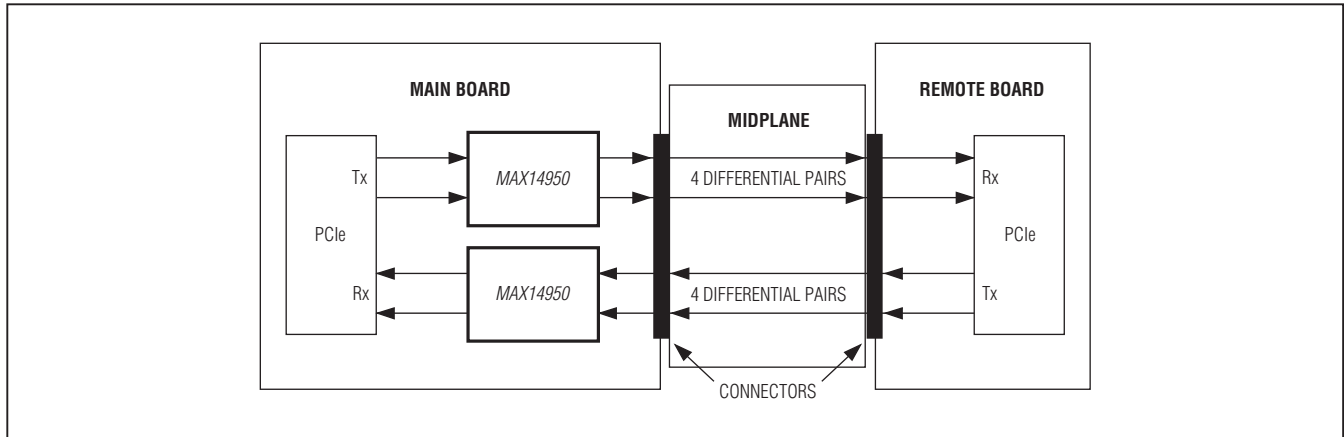 MAIN BOARD
MIDPLANE
REMOTE BOARD
Tx
MAX14950
4 DIFFERENTIAL PAIRS
Rx
PCIe
PCIe
Rx
MAX14950
4 DIFFERENTIAL PAIRS
Tx
CONNECTORS